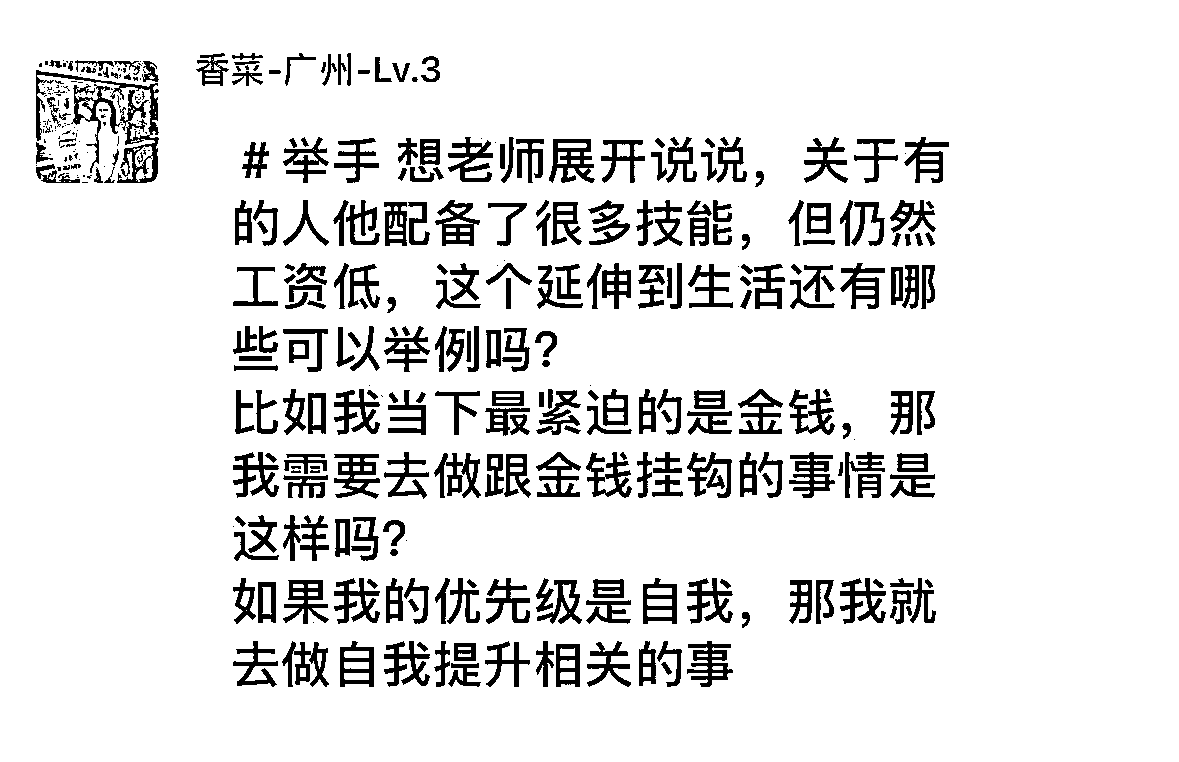 香菜-广州-Lv.3
#举手 想老师展开说说，关于有
的人他配备了很多技能，但仍然
工资低，这个延伸到生活还有哪
些可以举例吗？
比如我当下最紧迫的是金钱，那
我需要去做跟金钱挂钩的事情是
这样吗？
如果我的优先级是自我，那我就
去做自我提升相关的事